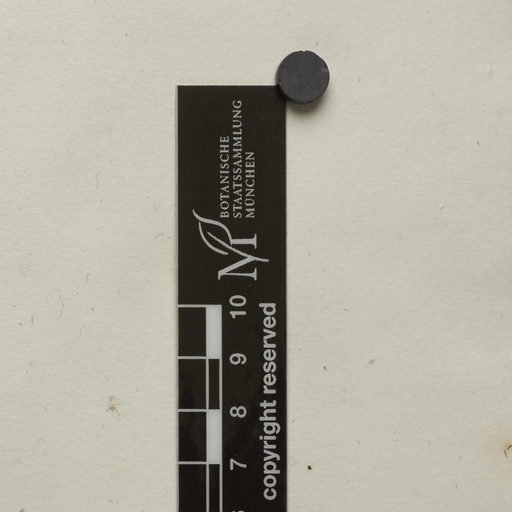 BOTANISCHE
STAATSSAMMLUNG
MÜNCHEN
M
10
9
8
7
copyright reserved